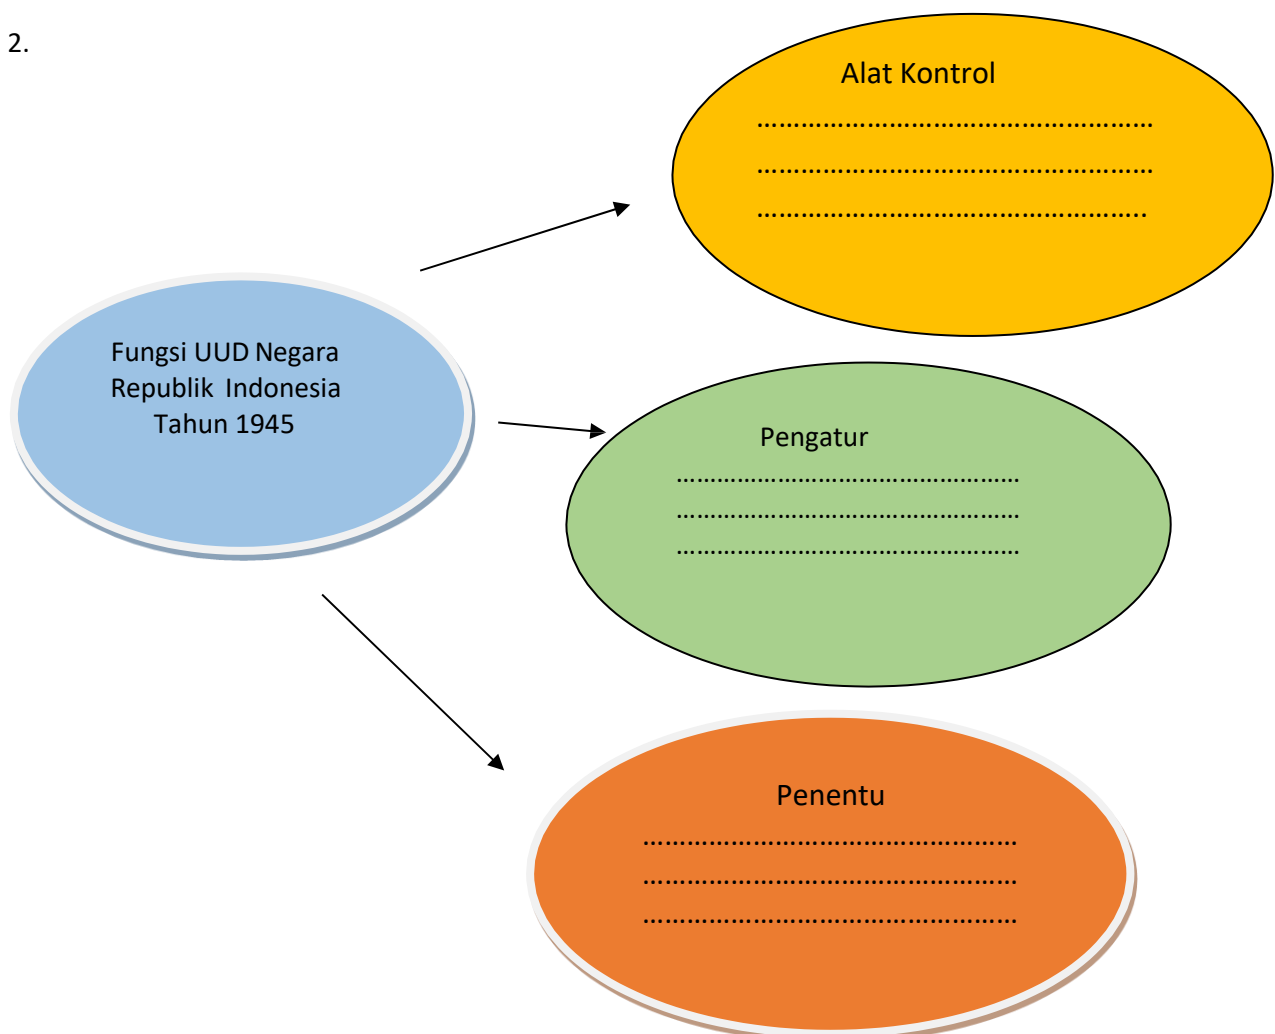 2.
Alat Kontrol
……………………………………………….
……………………………………………….
……………………………………………..
Fungsi UUD Negara
Republik Indonesia
Tahun 1945
Pengatur
…………………………………………….
…………………………………………….
…………………………………………….
Penentu
…………………………………………….
…………………………………………….
…………………………………………….